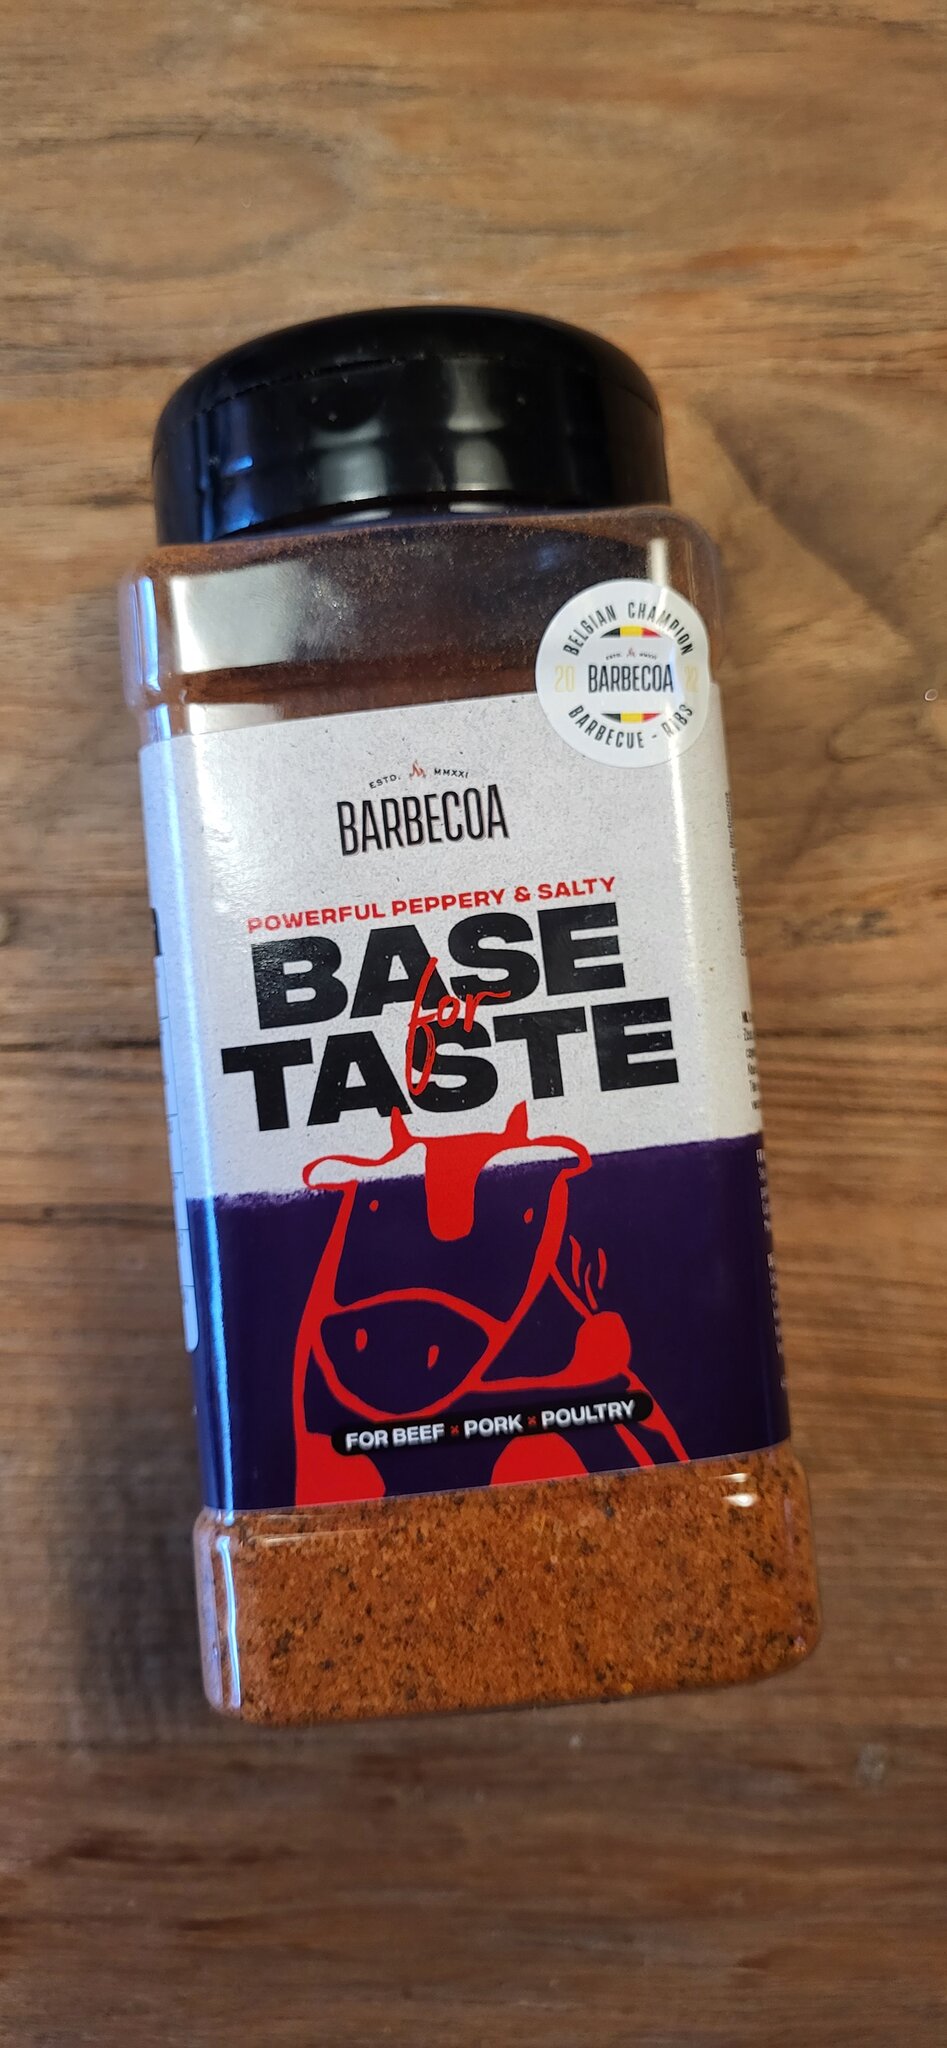 BELGIAN CHAMPION
ESTD. MMXXI
20 BARBECOA 22
BARBECUE - RIBS
ESTD. MMXXI
BARBECOA
POWERFUL PEPPERY & SALTY
BASE
for
TASTE
FOR BEEF × PORK × POULTRY